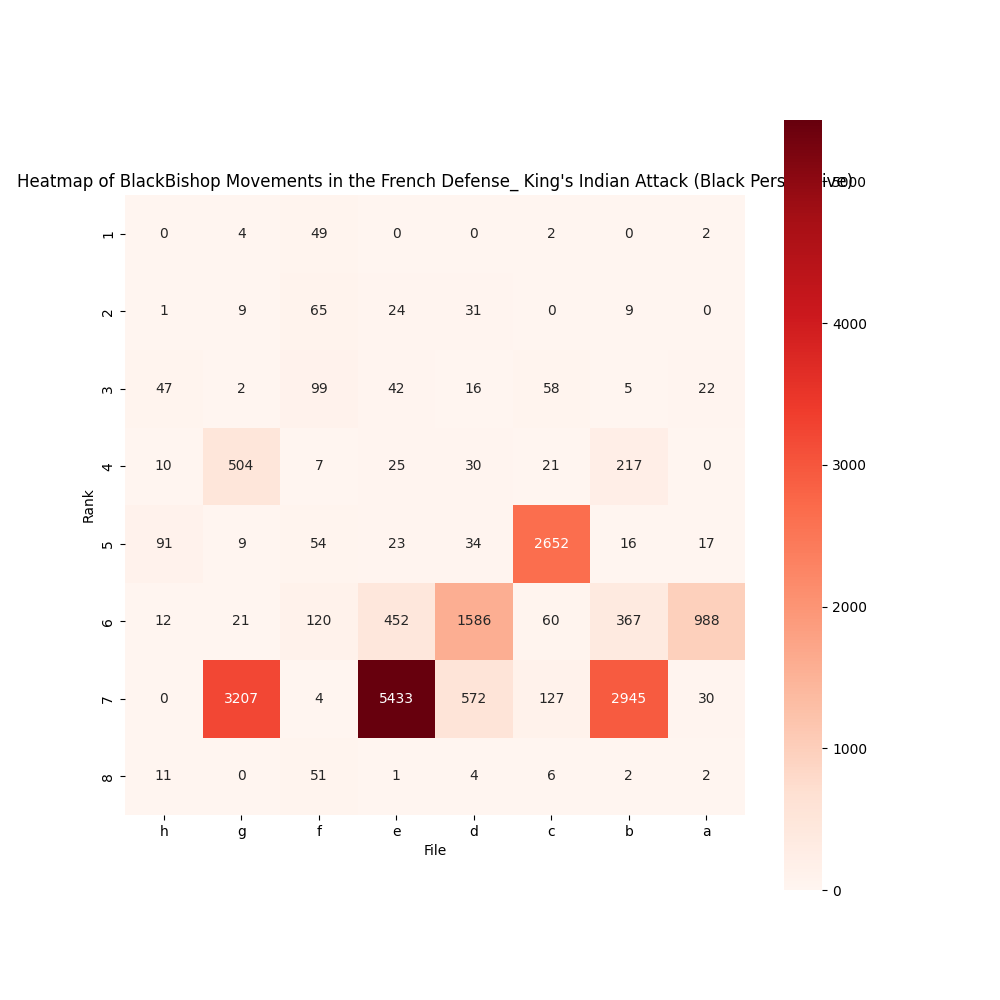 Heatmap of BlackBishop Movements in the French Defense_ King's Indian Attack (Black Perspective)
5000
1 0 4 49 0 0 2 0 2
2 1 9 65 24 31 0 9 0
4000
3 47 2 99 42 16 58 5 22
4 10 504 7 25 30 21 217 0
3000
Rank
5 91 9 54 23 34 2652 16 17
2000
6 12 21 120 452 1586 60 367 988
7 0 3207 4 5433 572 127 2945 30
1000
8 11 0 51 1 4 6 2 2
h g f e d c b a
File
0